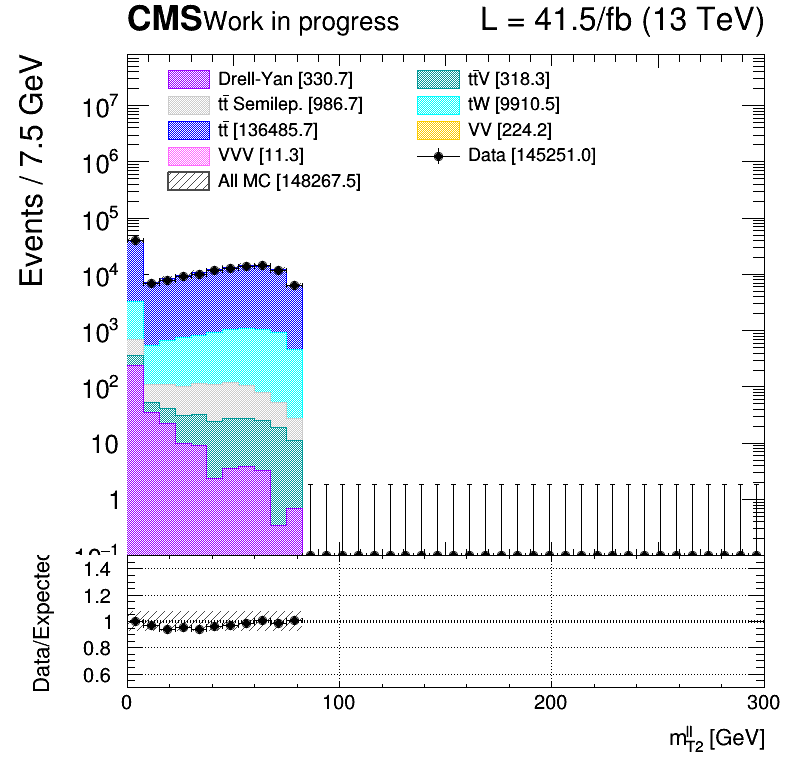 CMS Work in progress L = 41.5/fb (13 TeV)
Events / 7.5 GeV
Drell-Yan [330.7]
tt̄ Semilep. [986.7]
tt̄ [136485.7]
VVV [11.3]
All MC [148267.5]
tt̄V [318.3]
tW [9910.5]
VV [224.2]
Data [145251.0]
10⁷
10⁶
10⁵
10⁴
10³
10²
10
1
10⁻¹
Data/Expected
1.4
1.2
1
0.8
0.6
0 100 200 300
m_{T2}^{ll} [GeV]